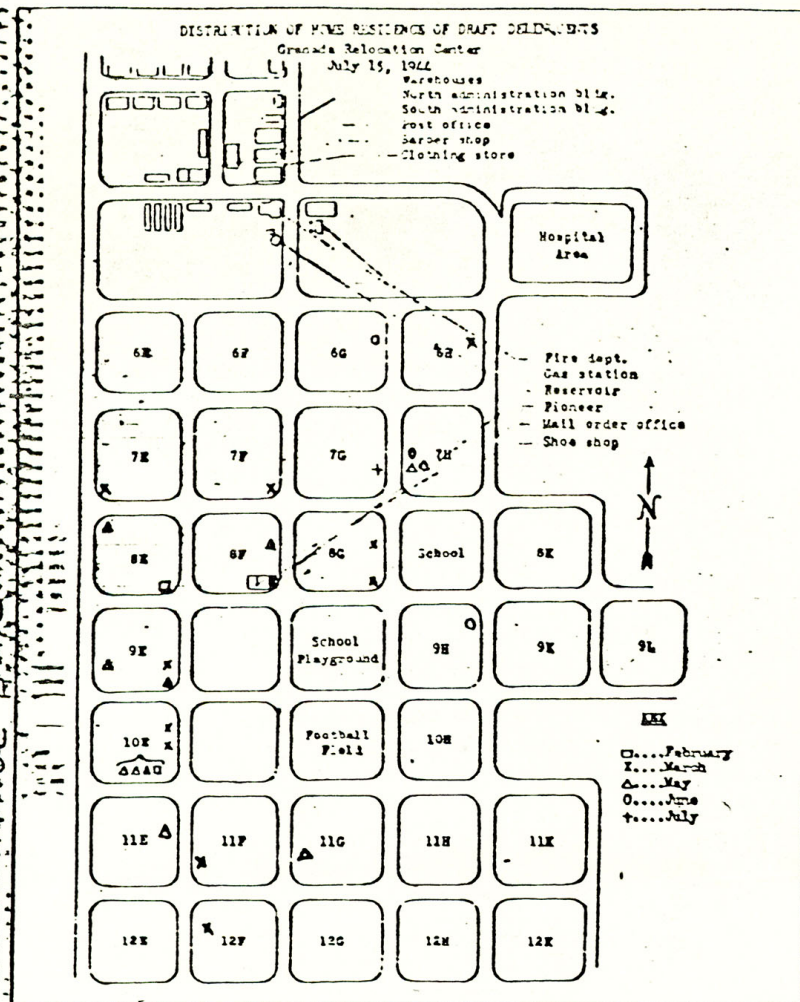 DISTRIBUTION OF HOME RESIDENCE OF DRAFT DELINQUENTS
Granada Relocation Center
July 15, 1944
Warehouses
North administration bldg.
South administration bldg.
Post office
Barber shop
Clothing store
Hospital
Area
6E
6F
6G
6H
Fire dept.
Gas station
Reservoir
Pioneer
Mail order office
Shoe shop
7E
7F
7G
7H
N
8E
8F
8G
School
8K
9E
School
Playground
9H
9K
9L
10E
Football
Field
10H
KEY
□....February
X....March
△....May
O....June
+....July
11E
11F
11G
11H
11K
12E
12F
12G
12H
12K